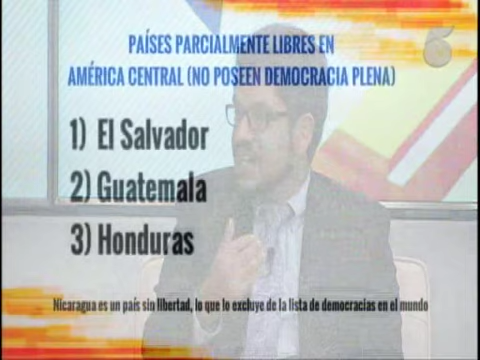 PAÍSES PARCIALMENTE LIBRES EN
AMÉRICA CENTRAL (NO POSEEN DEMOCRACIA PLENA)
1) El Salvador
2) Guatemala
3) Honduras
Nicaragua es un país sin libertad, lo que lo excluye de la lista de democracias en el mundo